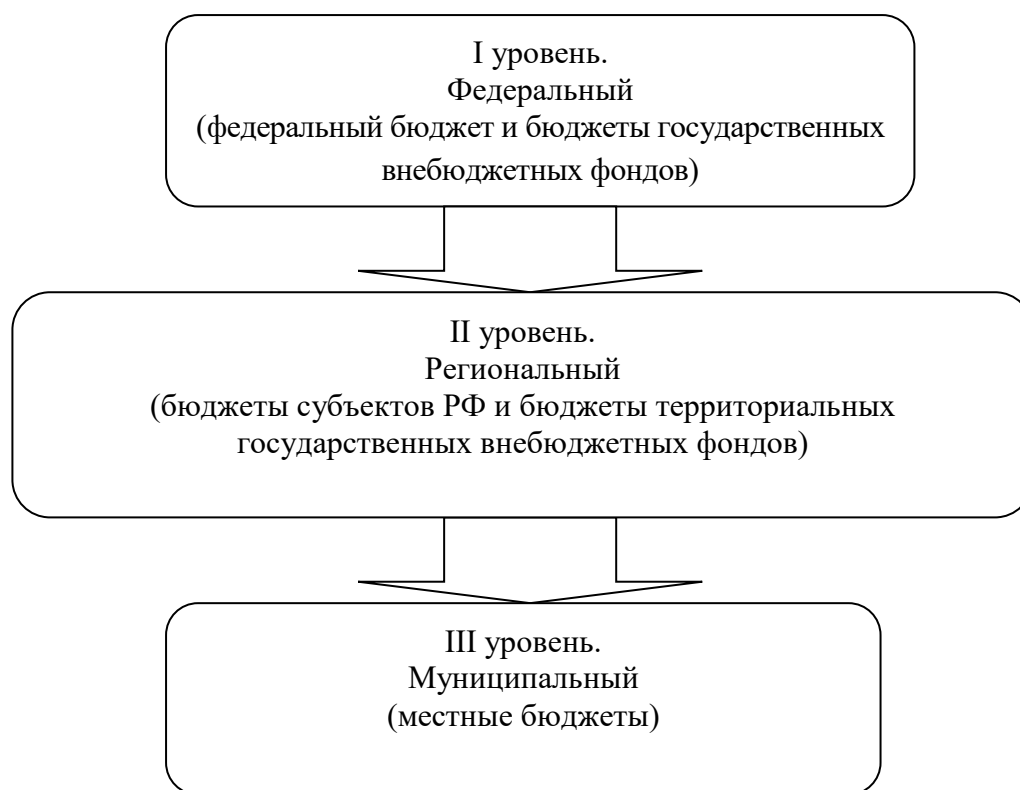 I уровень.
Федеральный
(федеральный бюджет и бюджеты государственных
внебюджетных фондов)
II уровень.
Региональный
(бюджеты субъектов РФ и бюджеты территориальных
государственных внебюджетных фондов)
III уровень.
Муниципальный
(местные бюджеты)